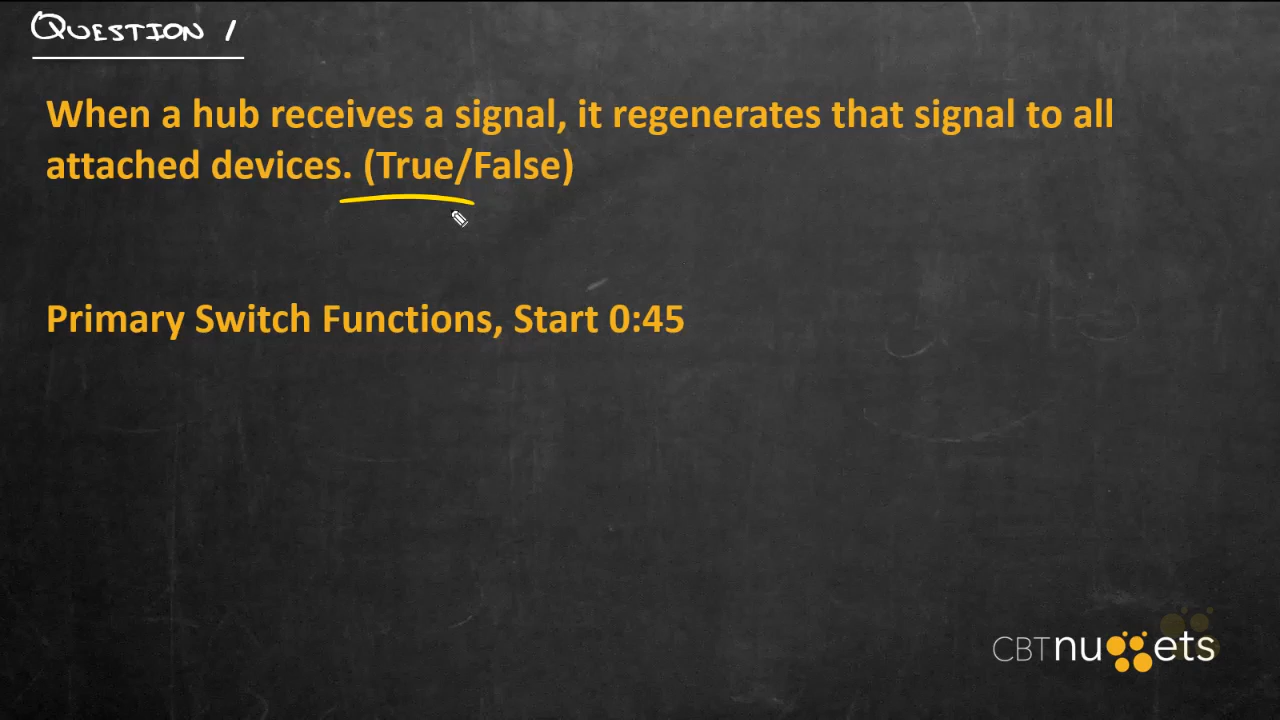 QUESTION 1
When a hub receives a signal, it regenerates that signal to all
attached devices. (True/False)
Primary Switch Functions, Start 0:45
CBTnuggets